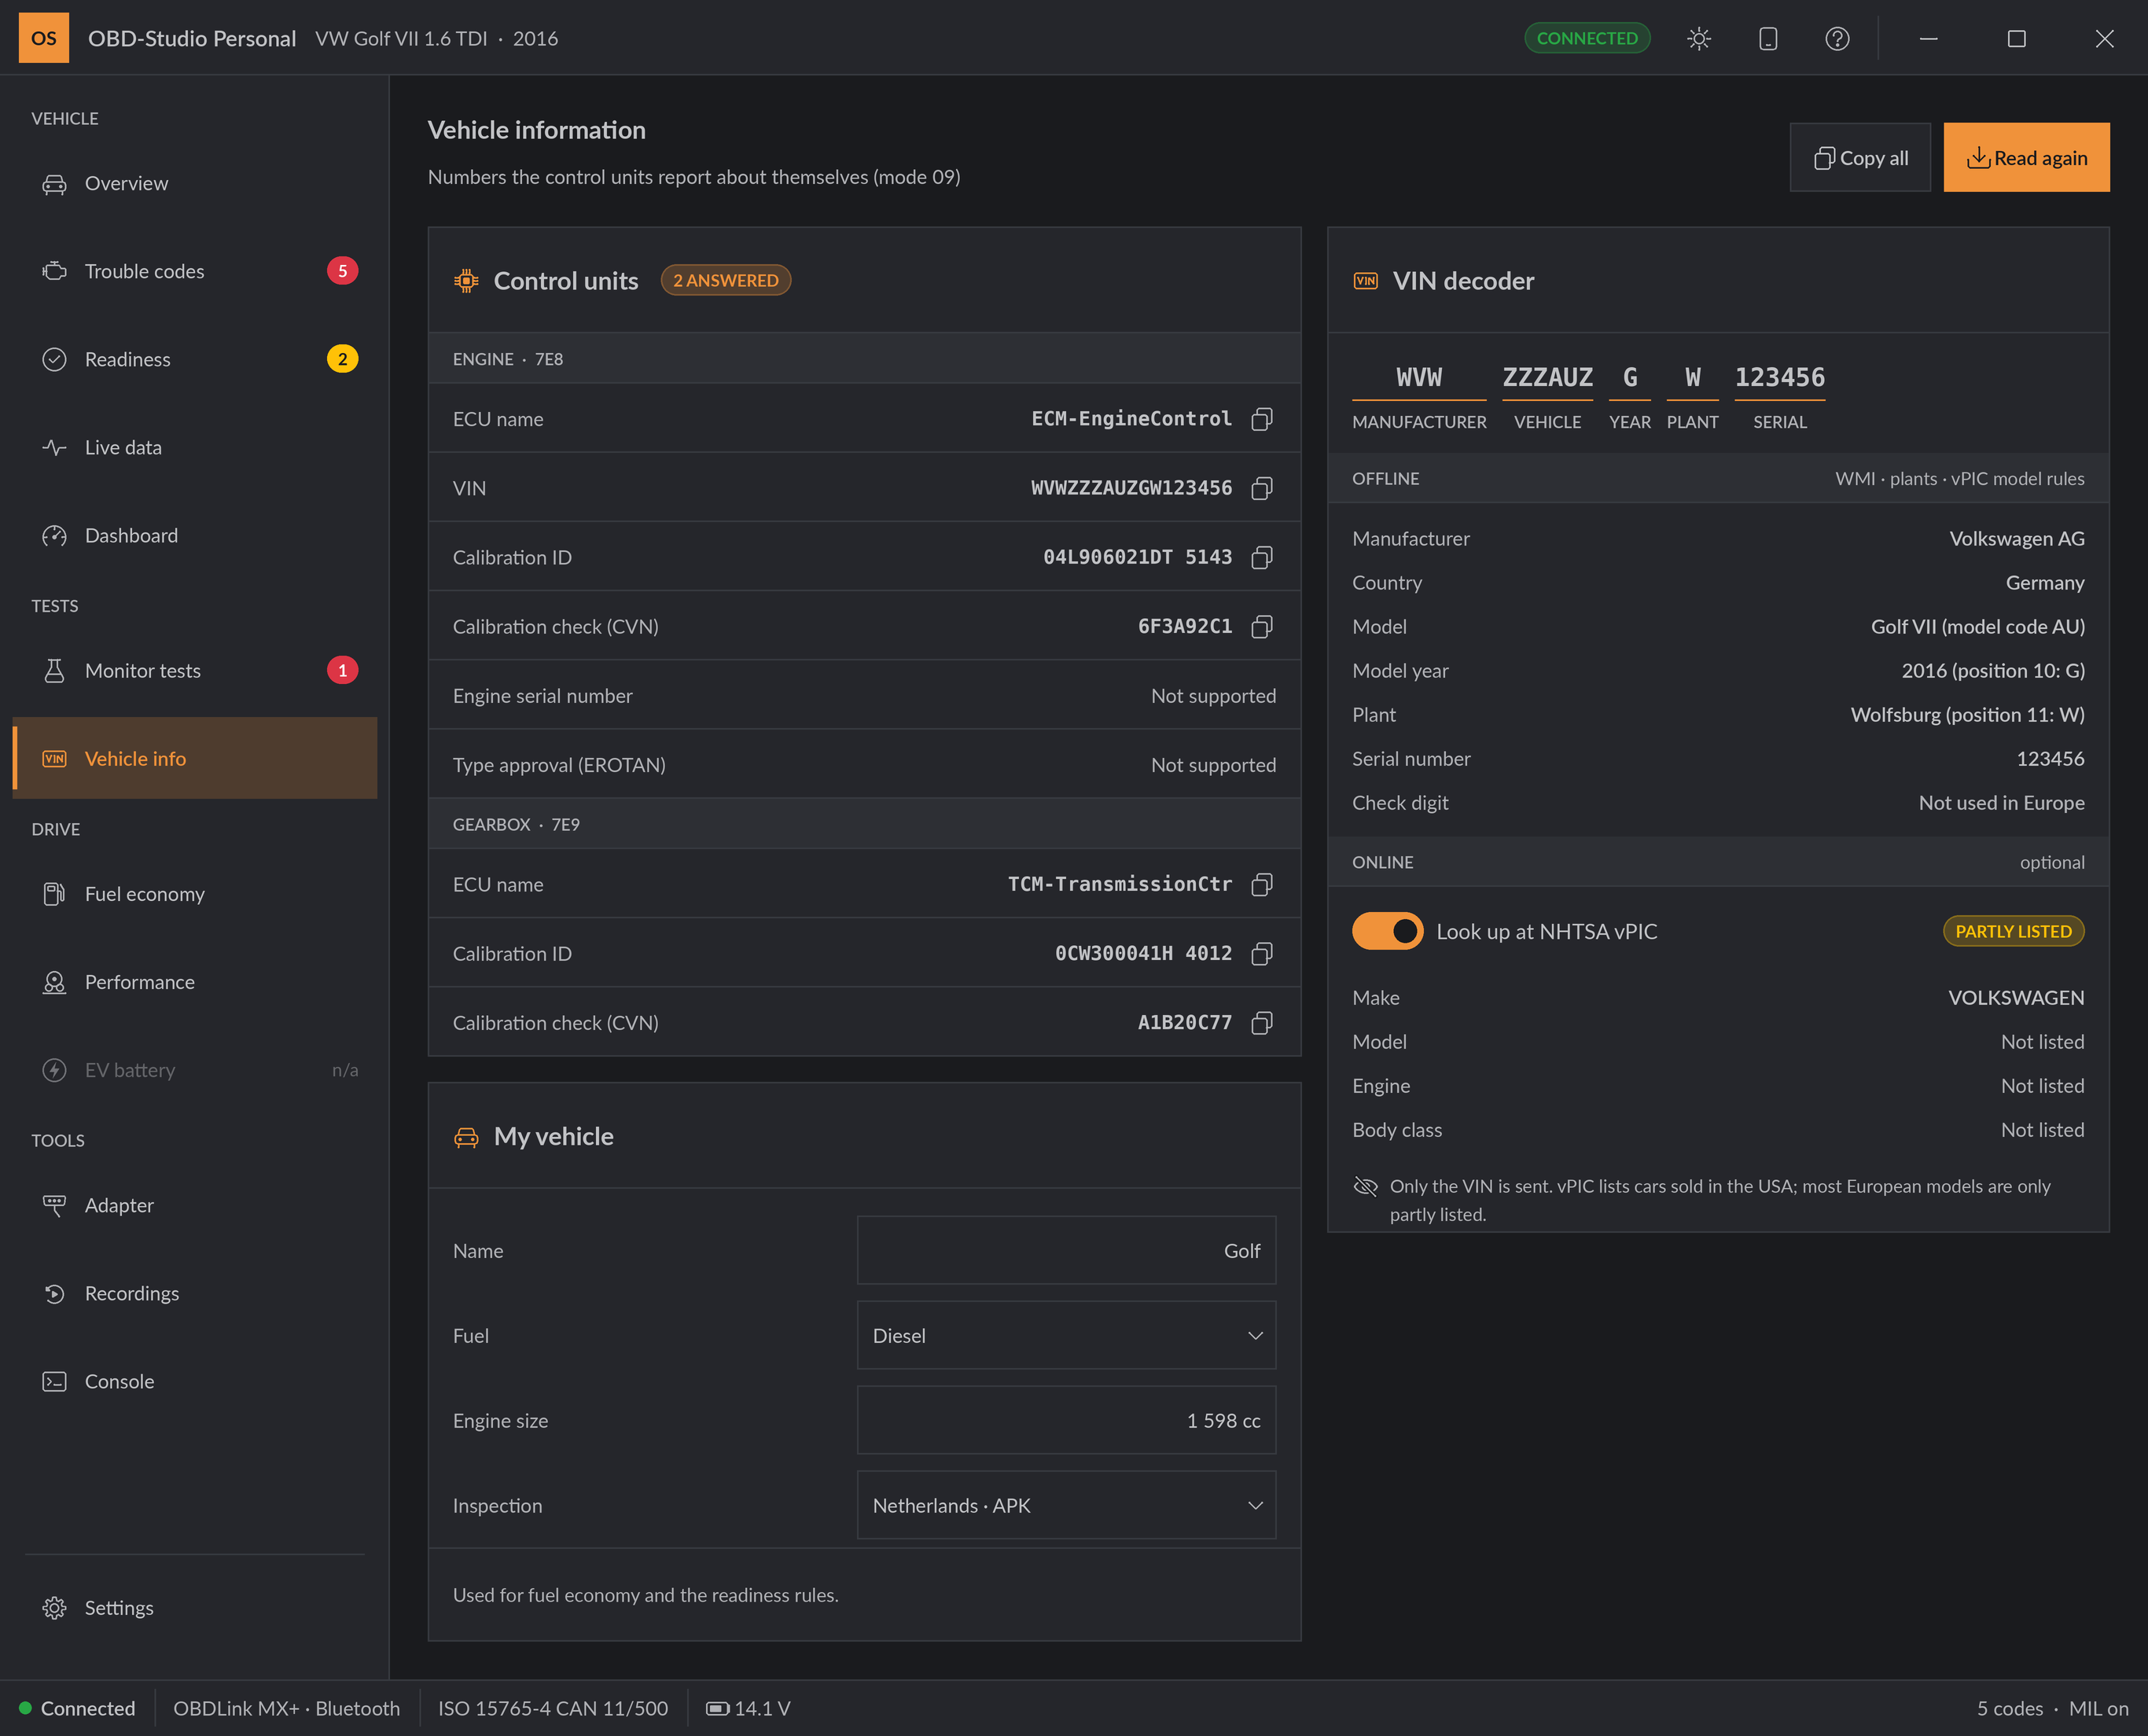 OS OBD-Studio Personal VW Golf VII 1.6 TDI · 2016 CONNECTED
VEHICLE
Overview
Trouble codes 5
Readiness 2
Live data
Dashboard
TESTS
Monitor tests 1
VIN Vehicle info
DRIVE
Fuel economy
Performance
EV battery n/a
TOOLS
Adapter
Recordings
Console
Settings
Vehicle information
Numbers the control units report about themselves (mode 09)
Copy all Read again
Control units 2 ANSWERED
ENGINE · 7E8
ECU name ECM-EngineControl
VIN WVWZZZAUZGW123456
Calibration ID 04L906021DT 5143
Calibration check (CVN) 6F3A92C1
Engine serial number Not supported
Type approval (EROTAN) Not supported
GEARBOX · 7E9
ECU name TCM-TransmissionCtr
Calibration ID 0CW300041H 4012
Calibration check (CVN) A1B20C77
My vehicle
Name Golf
Fuel Diesel
Engine size 1 598 cc
Inspection Netherlands · APK
Used for fuel economy and the readiness rules.
VIN VIN decoder
WVW ZZZAUZ G W 123456
MANUFACTURER VEHICLE YEAR PLANT SERIAL
OFFLINE WMI · plants · vPIC model rules
Manufacturer Volkswagen AG
Country Germany
Model Golf VII (model code AU)
Model year 2016 (position 10: G)
Plant Wolfsburg (position 11: W)
Serial number 123456
Check digit Not used in Europe
ONLINE optional
Look up at NHTSA vPIC PARTLY LISTED
Make VOLKSWAGEN
Model Not listed
Engine Not listed
Body class Not listed
Only the VIN is sent. vPIC lists cars sold in the USA; most European models are only
partly listed.
Connected OBDLink MX+ · Bluetooth ISO 15765-4 CAN 11/500 14.1 V 5 codes · MIL on